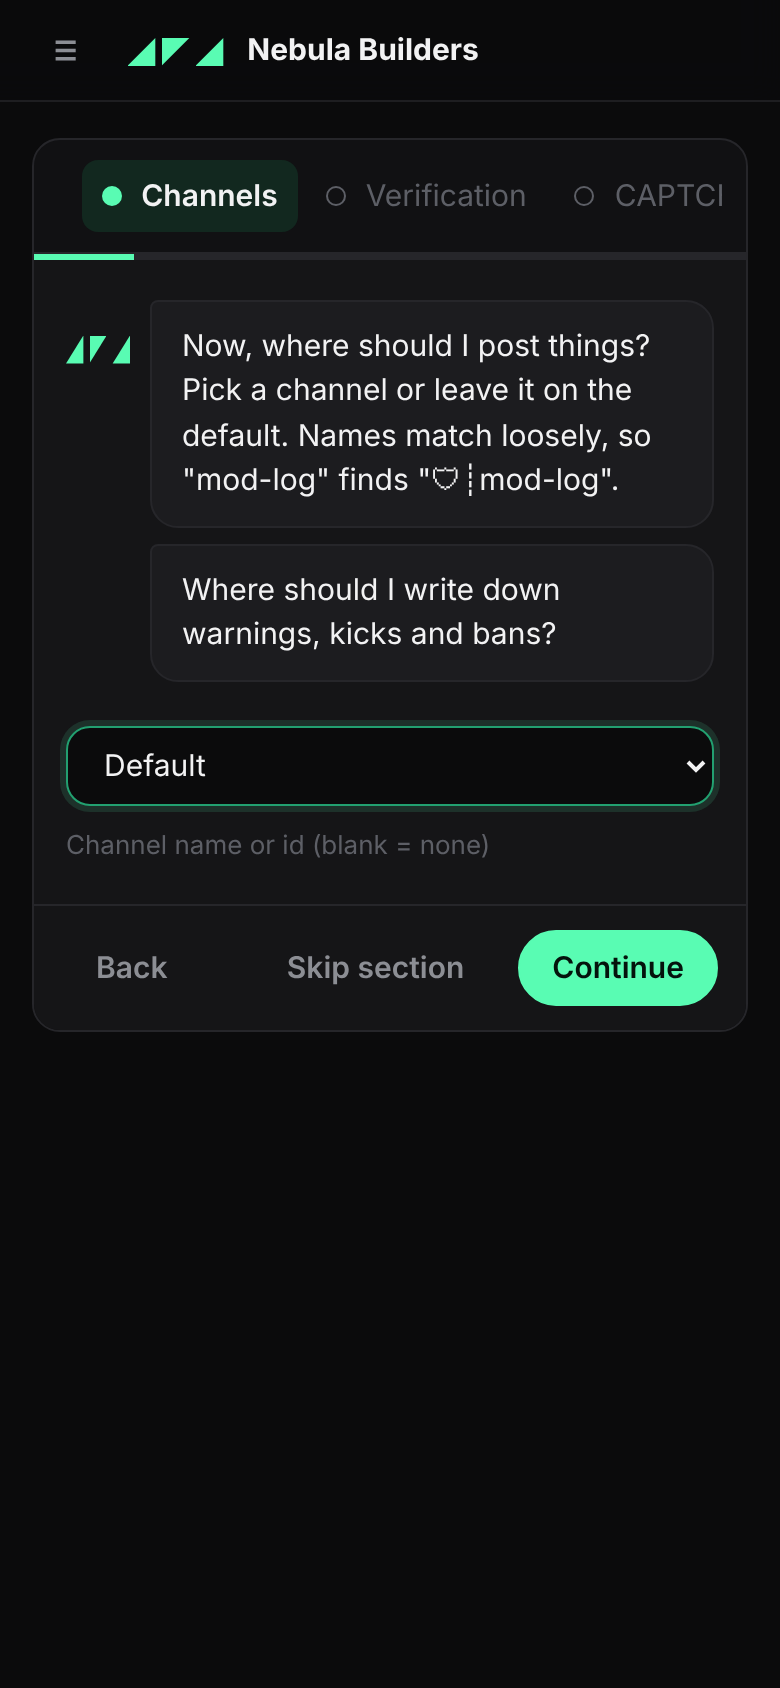 ☰ Nebula Builders
Channels Verification CAPTCI
Now, where should I post things?
Pick a channel or leave it on the
default. Names match loosely, so
"mod-log" finds "🛡┊mod-log".
Where should I write down
warnings, kicks and bans?
Default
Channel name or id (blank = none)
Back Skip section Continue